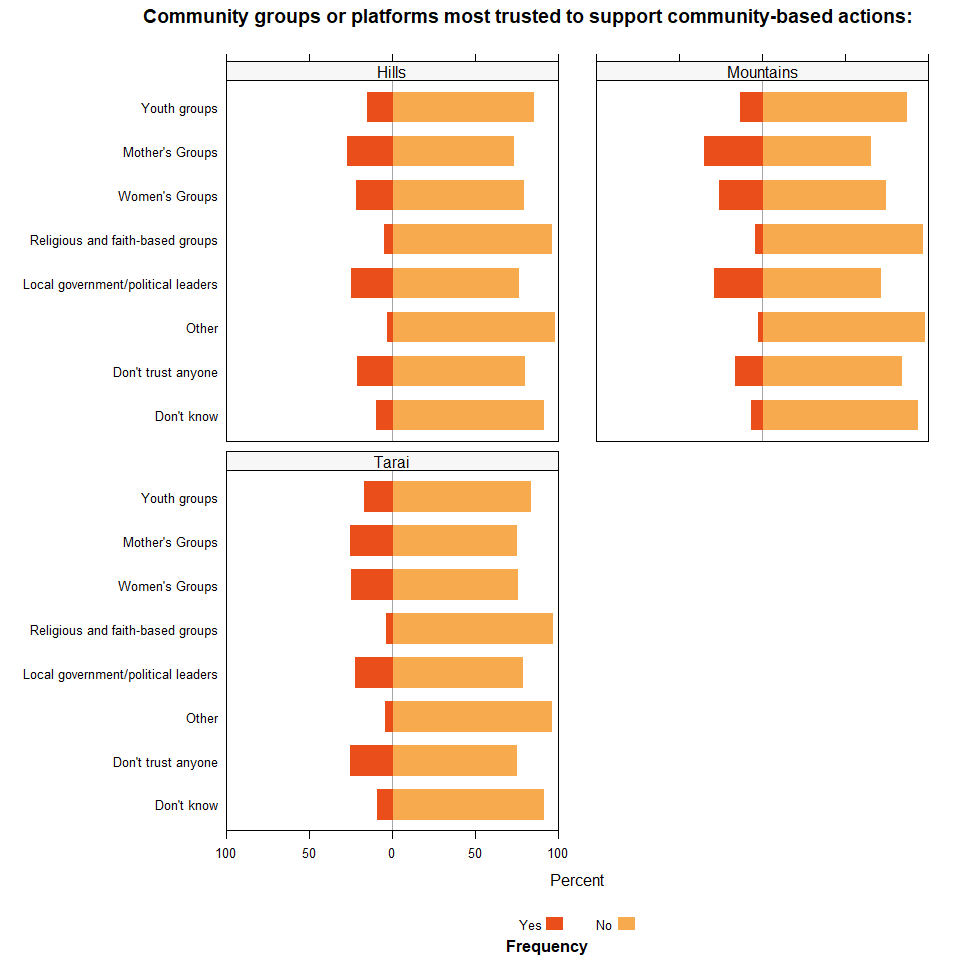 Community groups or platforms most trusted to support community-based actions:
Hills
Mountains
Youth groups
Mother's Groups
Women's Groups
Religious and faith-based groups
Local government/political leaders
Other
Don't trust anyone
Don't know
Tarai
Youth groups
Mother's Groups
Women's Groups
Religious and faith-based groups
Local government/political leaders
Other
Don't trust anyone
Don't know
100 50 0 50 100
Percent
Yes No
Frequency